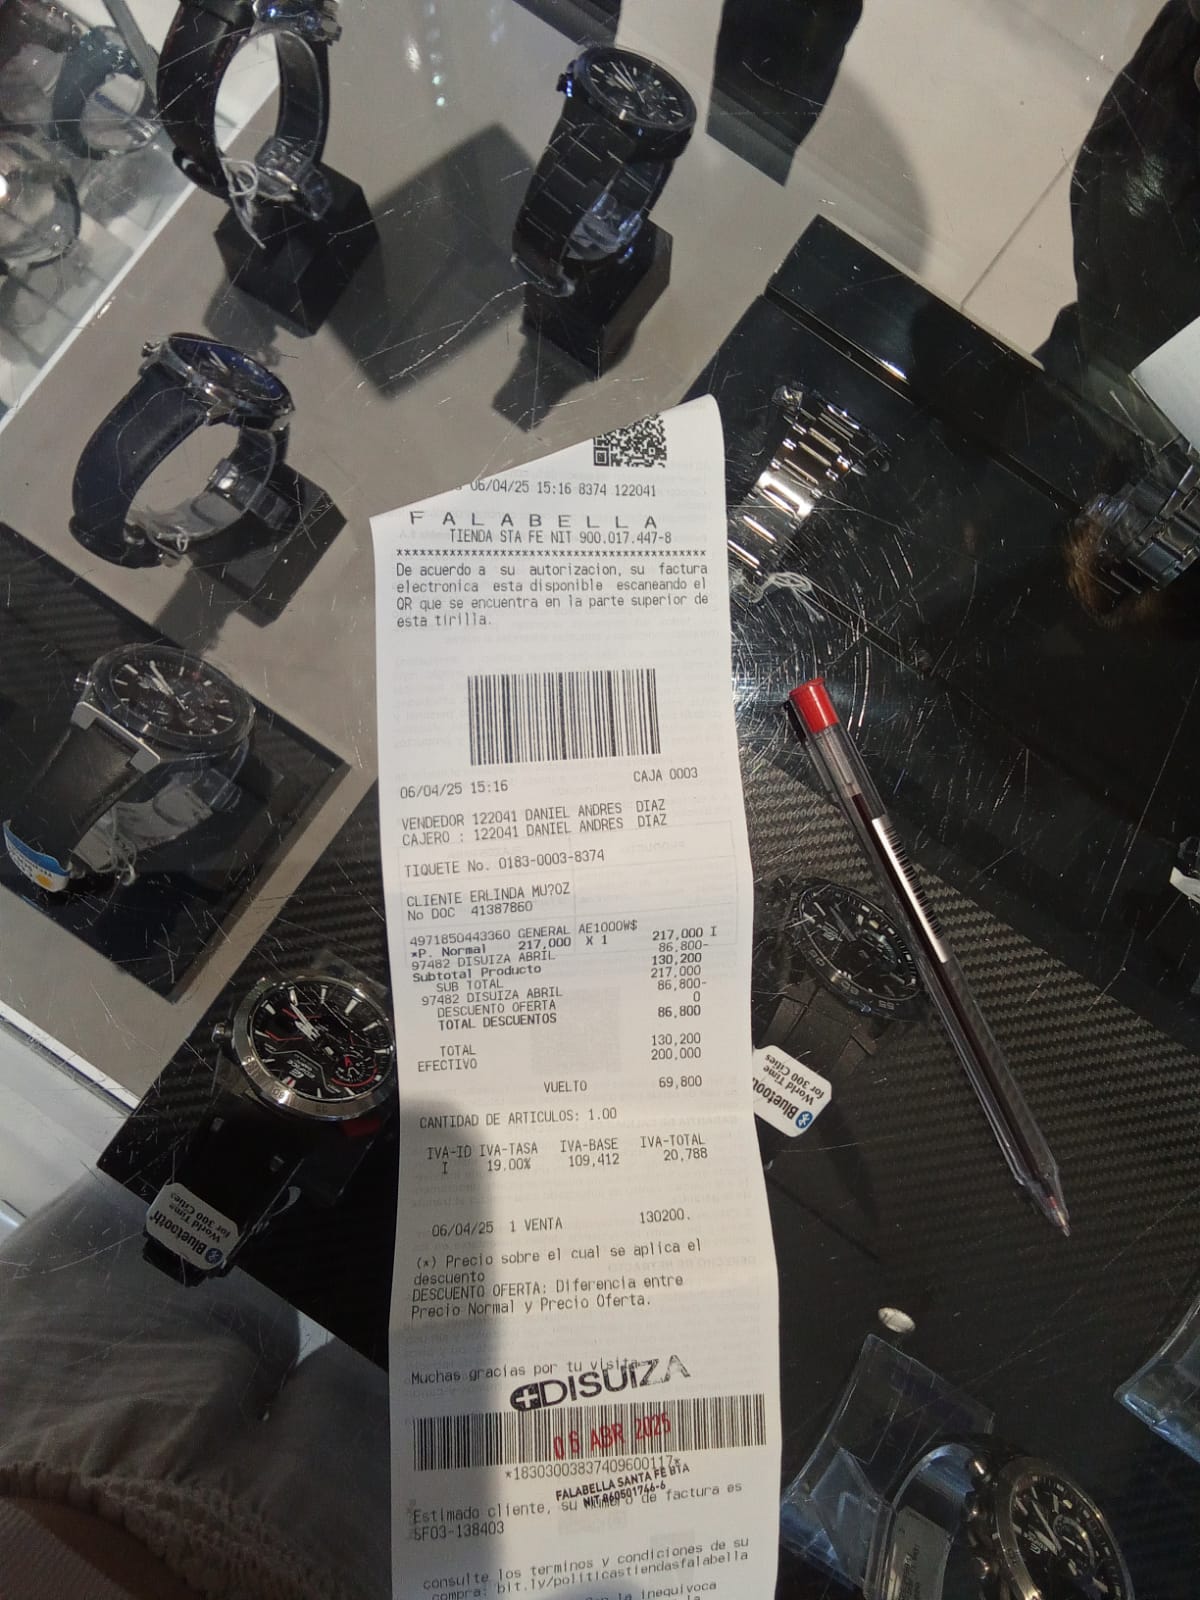 06/04/25 15:16 8374 122041
FALABELLA
TIENDA STA FE NIT 900.017.447-8
De acuerdo a su autorizacion, su factura
electronica esta disponible escaneando el
QR que se encuentra en la parte superior de
esta tirilla.
06/04/25 15:16 CAJA 0003
VENDEDOR 122041 DANIEL ANDRES DIAZ
CAJERO : 122041 DANIEL ANDRES DIAZ
TIQUETE No. 0183-0003-8374
CLIENTE ERLINDA MU?OZ
No DOC 41387860
4971850443360 GENERAL AE1000W$
*P. Normal 217,000 X 1 217,000 I
97482 DISUIZA ABRIL 86,800-
Subtotal Producto 130,200
SUB TOTAL 217,000
97482 DISUIZA ABRIL 86,800-
DESCUENTO OFERTA 0
TOTAL DESCUENTOS 86,800
TOTAL 130,200
EFECTIVO 200,000
VUELTO 69,800
CANTIDAD DE ARTICULOS: 1.00
IVA-ID IVA-TASA IVA-BASE IVA-TOTAL
I 19.00% 109,412 20,788
06/04/25 1 VENTA 130200.
(*) Precio sobre el cual se aplica el
descuento
DESCUENTO OFERTA: Diferencia entre
Precio Normal y Precio Oferta.
Muchas gracias por tu visita
DISUIZA
06 ABR 2025
*18303003837409600117*
FALABELLA SANTA FE BTA
NIT 860501746-6
Estimado cliente, su numero de factura es
SF03-138403
consulte los terminos y condiciones de su
compra: bit.ly/politicastiendasfalabella
la inequivoca
Bluetooth
World Time
for 300 Cities
Bluetooth
World Time
for 300 Cities